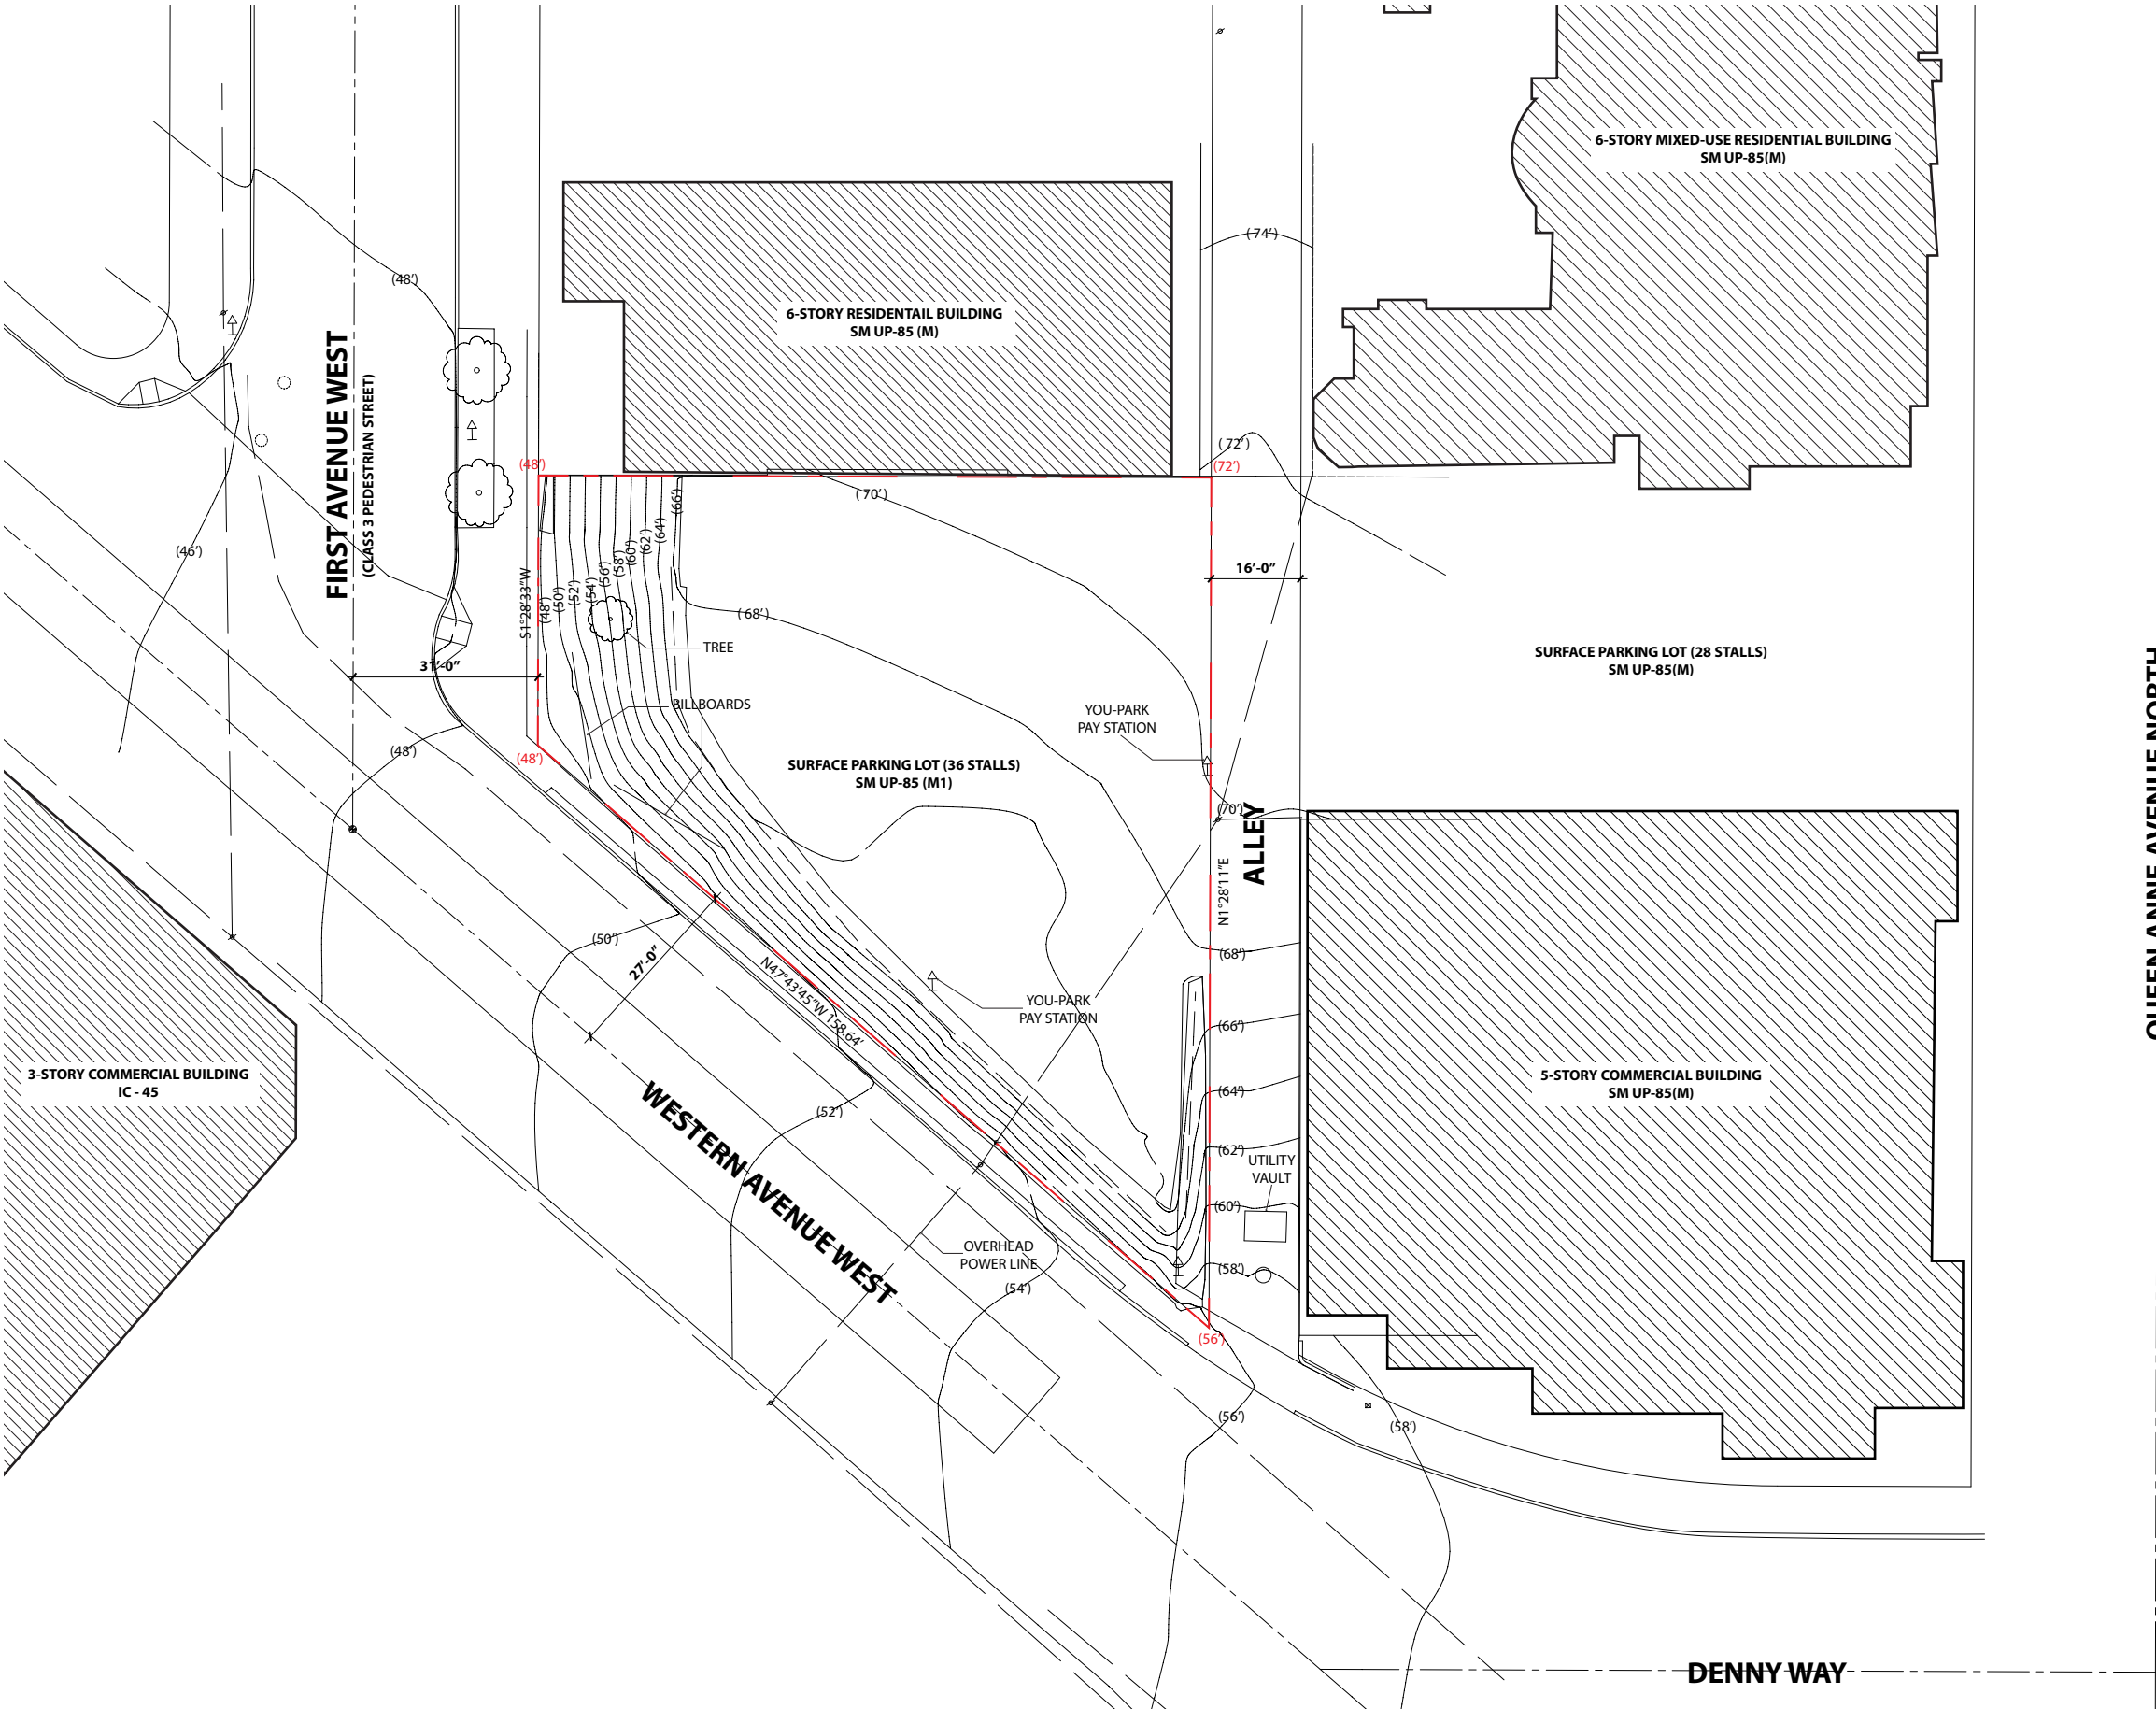 6-STORY MIXED-USE RESIDENTIAL BUILDING
SM UP-85(M)
(74')
(48')
6-STORY RESIDENTAIL BUILDING
SM UP-85 (M)
FIRST AVENUE WEST
(CLASS 3 PEDESTRIAN STREET)
(72')
(48')
(72')
(70')
(66')
(64')
(62')
(60')
(58')
(56')
(54')
(52')
(50')
(48')
(46')
S1°28'33"W
16'-0"
(68')
TREE
31'-0"
SURFACE PARKING LOT (28 STALLS)
SM UP-85(M)
BILLBOARDS
YOU-PARK
PAY STATION
(48')
(48')
SURFACE PARKING LOT (36 STALLS)
SM UP-85 (M1)
(70')
ALLEY
N1°28'11"E
QUEEN ANNE AVENUE NORTH
(50')
27'-0"
(68')
N47°43'45"W 158.64'
YOU-PARK
PAY STATION
(66')
3-STORY COMMERCIAL BUILDING
IC - 45
5-STORY COMMERCIAL BUILDING
SM UP-85(M)
(64')
(52')
WESTERN AVENUE WEST
(62')
UTILITY
VAULT
(60')
OVERHEAD
POWER LINE
(58')
(54')
(56')
(56')
(58')
DENNY WAY